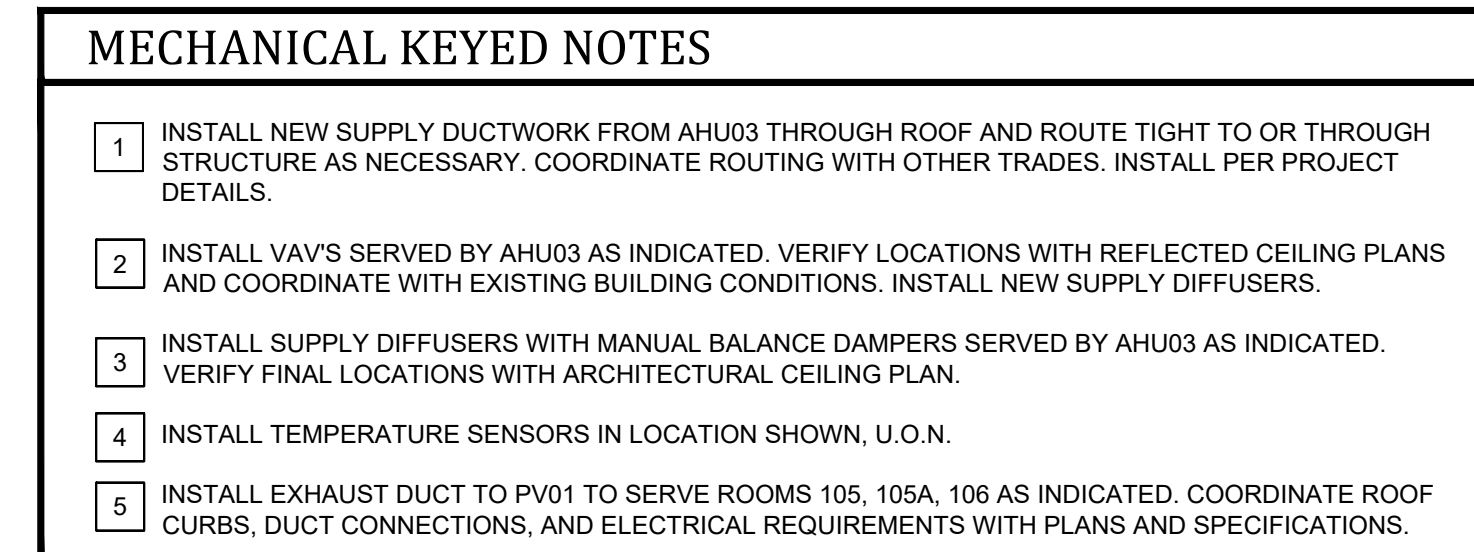 MECHANICAL KEYED NOTES
1 INSTALL NEW SUPPLY DUCTWORK FROM AHU03 THROUGH ROOF AND ROUTE TIGHT TO OR THROUGH
STRUCTURE AS NECESSARY. COORDINATE ROUTING WITH OTHER TRADES. INSTALL PER PROJECT
DETAILS.
2 INSTALL VAV'S SERVED BY AHU03 AS INDICATED. VERIFY LOCATIONS WITH REFLECTED CEILING PLANS
AND COORDINATE WITH EXISTING BUILDING CONDITIONS. INSTALL NEW SUPPLY DIFFUSERS.
3 INSTALL SUPPLY DIFFUSERS WITH MANUAL BALANCE DAMPERS SERVED BY AHU03 AS INDICATED.
VERIFY FINAL LOCATIONS WITH ARCHITECTURAL CEILING PLAN.
4 INSTALL TEMPERATURE SENSORS IN LOCATION SHOWN, U.O.N.
5 INSTALL EXHAUST DUCT TO PV01 TO SERVE ROOMS 105, 105A, 106 AS INDICATED. COORDINATE ROOF
CURBS, DUCT CONNECTIONS, AND ELECTRICAL REQUIREMENTS WITH PLANS AND SPECIFICATIONS.